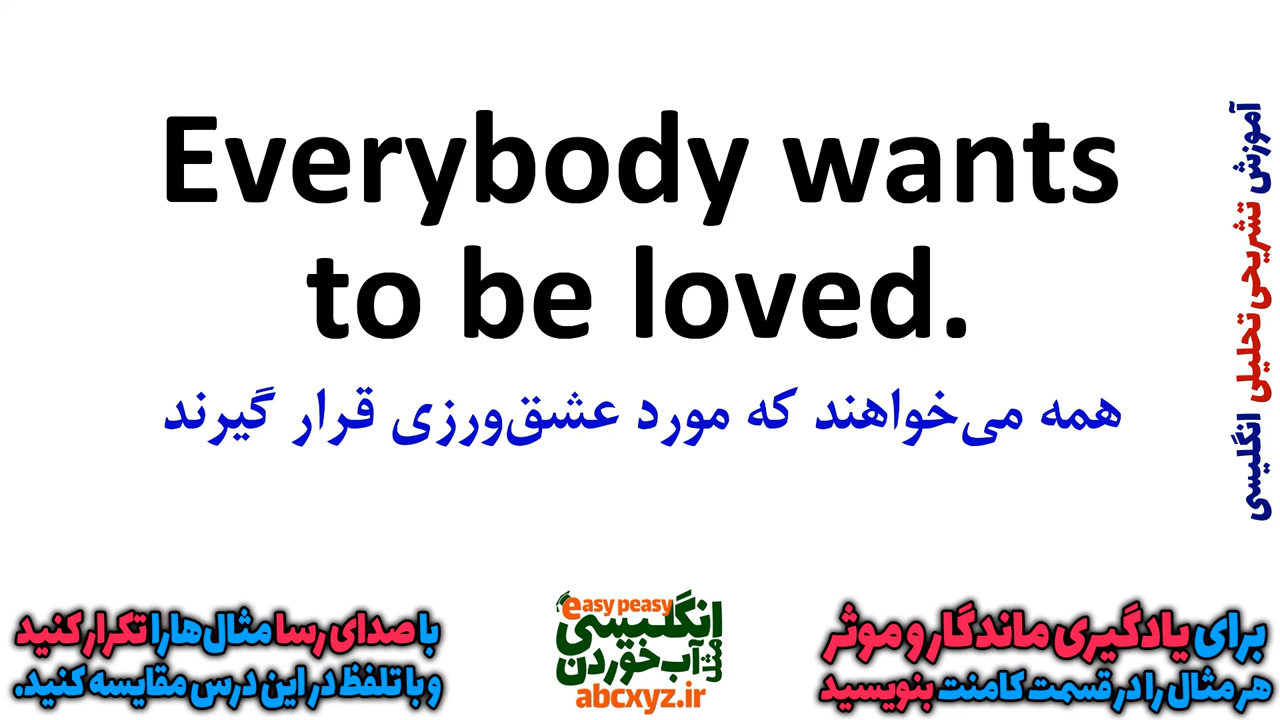 Everybody wants
to be loved.
همه می‌خواهند که مورد عشق‌ورزی قرار گیرند
آموزش تشریحی تحلیلی انگلیسی
برای یادگیری ماندگار و موثر
هر مثال را در قسمت کامنت بنویسید
easy peasy
انگلیسی
مثل
آب خوردن
abcxyz.ir
با صدای رسا مثال‌ها را تکرار کنید
و با تلفظ در این درس مقایسه کنید.